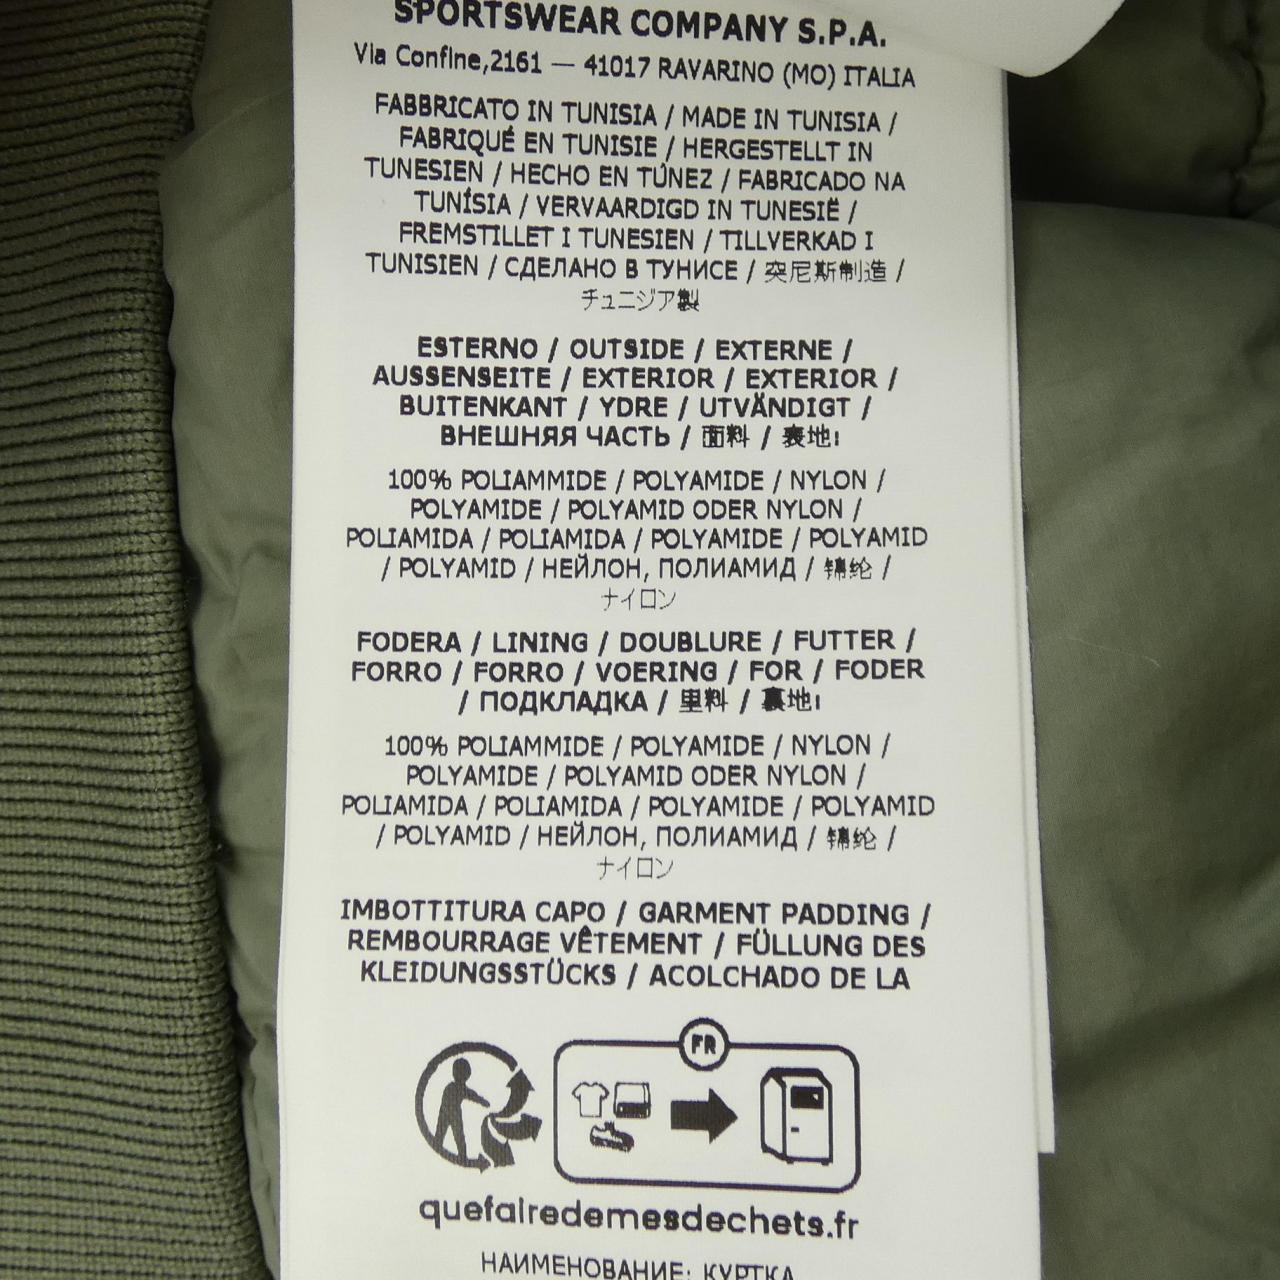 SPORTSWEAR COMPANY S.P.A.
Via Confine,2161 — 41017 RAVARINO (MO) ITALIA
FABBRICATO IN TUNISIA / MADE IN TUNISIA /
FABRIQUÉ EN TUNISIE / HERGESTELLT IN
TUNESIEN / HECHO EN TÚNEZ / FABRICADO NA
TUNÍSIA / VERVAARDIGD IN TUNESIË /
FREMSTILLET I TUNESIEN / TILLVERKAD I
TUNISIEN / СДЕЛАНО В ТУНИСЕ / 突尼斯制造 /
チュニジア製
ESTERNO / OUTSIDE / EXTERNE /
AUSSENSEITE / EXTERIOR / EXTERIOR /
BUITENKANT / YDRE / UTVÄNDIGT /
ВНЕШНЯЯ ЧАСТЬ / 面料 / 表地:
100% POLIAMMIDE / POLYAMIDE / NYLON /
POLYAMIDE / POLYAMID ODER NYLON /
POLIAMIDA / POLIAMIDA / POLYAMIDE / POLYAMID
/ POLYAMID / НЕЙЛОН, ПОЛИАМИД / 锦纶 /
ナイロン
FODERA / LINING / DOUBLURE / FUTTER /
FORRO / FORRO / VOERING / FOR / FODER
/ ПОДКЛАДКА / 里料 / 裏地:
100% POLIAMMIDE / POLYAMIDE / NYLON /
POLYAMIDE / POLYAMID ODER NYLON /
POLIAMIDA / POLIAMIDA / POLYAMIDE / POLYAMID
/ POLYAMID / НЕЙЛОН, ПОЛИАМИД / 锦纶 /
ナイロン
IMBOTTITURA CAPO / GARMENT PADDING /
REMBOURRAGE VÊTEMENT / FÜLLUNG DES
KLEIDUNGSSTÜCKS / ACOLCHADO DE LA
FR
quefairedemesdechets.fr
НАИМЕНОВАНИЕ: КУРТКА